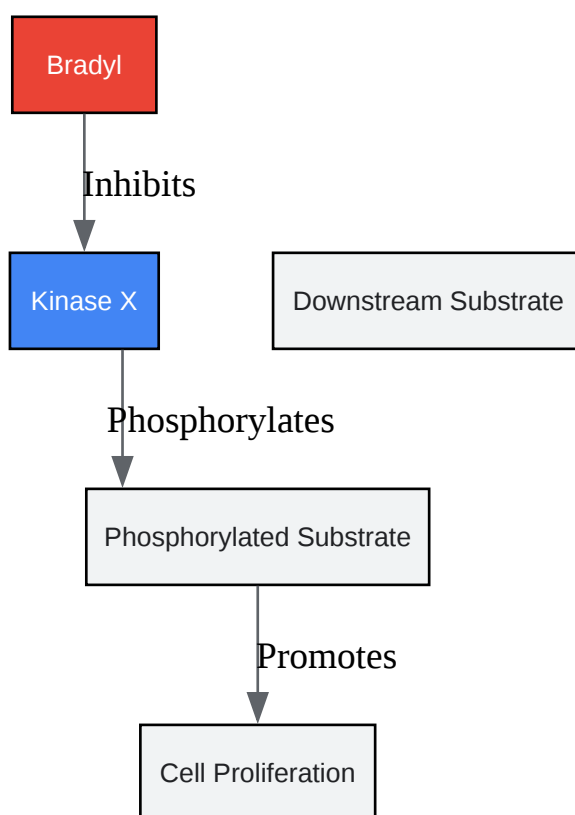 Bradyl
Inhibits
Kinase X
Downstream Substrate
Phosphorylates
Phosphorylated Substrate
Promotes
Cell Proliferation